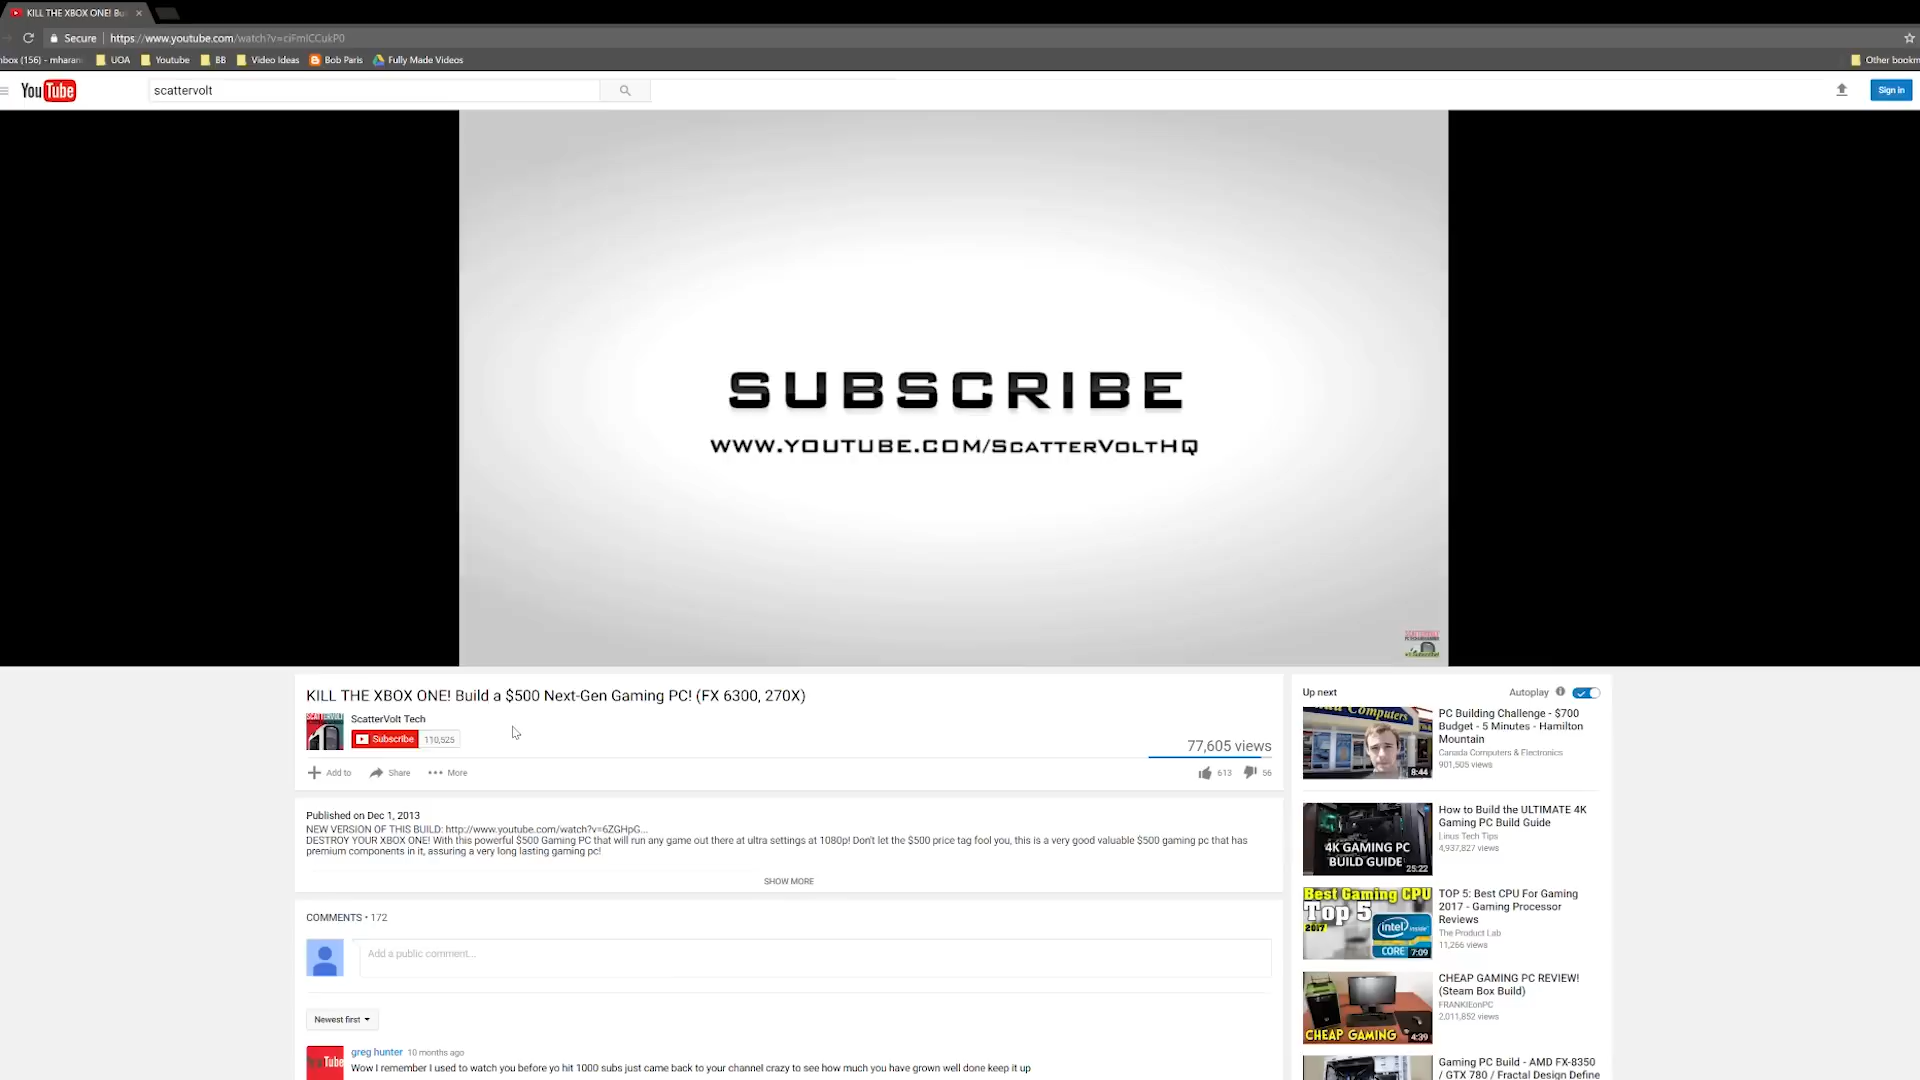 KILL THE XBOX ONE! Bu
Secure
https://www.youtube.com/watch?v=ciFmICCukP0
nbox (156) - mharan
UOA
Youtube
BB
Video Ideas
Bob Paris
Fully Made Videos
Other bookm
YouTube
scattervolt
Sign in
SUBSCRIBE
WWW.YOUTUBE.COM/SCATTERVOLTHQ
KILL THE XBOX ONE! Build a $500 Next-Gen Gaming PC! (FX 6300, 270X)
ScatterVolt Tech
Subscribe 110,525
77,605 views
Add to
Share
More
613
56
Published on Dec 1, 2013
NEW VERSION OF THIS BUILD: http://www.youtube.com/watch?v=6ZGHpG...
DESTROY YOUR XBOX ONE! With this powerful $500 Gaming PC that will run any game out there at ultra settings at 1080p! Don't let the $500 price tag fool you, this is a very good valuable $500 gaming pc that has
premium components in it, assuring a very long lasting gaming pc!
SHOW MORE
COMMENTS • 172
Add a public comment...
Newest first
greg hunter 10 months ago
Wow I remember I used to watch you before yo hit 1000 subs just came back to your channel crazy to see how much you have grown well done keep it up
Up next
Autoplay
Computers
8:44
PC Building Challenge - $700
Budget - 5 Minutes - Hamilton
Mountain
Canada Computers & Electronics
901,505 views
4K GAMING PC
BUILD GUIDE
25:22
How to Build the ULTIMATE 4K
Gaming PC Build Guide
Linus Tech Tips
4,937,827 views
Best Gaming CPU
Top 5
2017
intel inside
CORE
7:09
TOP 5: Best CPU For Gaming
2017 - Gaming Processor
Reviews
The Product Lab
11,266 views
CHEAP GAMING
4:39
CHEAP GAMING PC REVIEW!
(Steam Box Build)
FRANKIEonPC
2,011,852 views
Gaming PC Build - AMD FX-8350
/ GTX 780 / Fractal Design Define